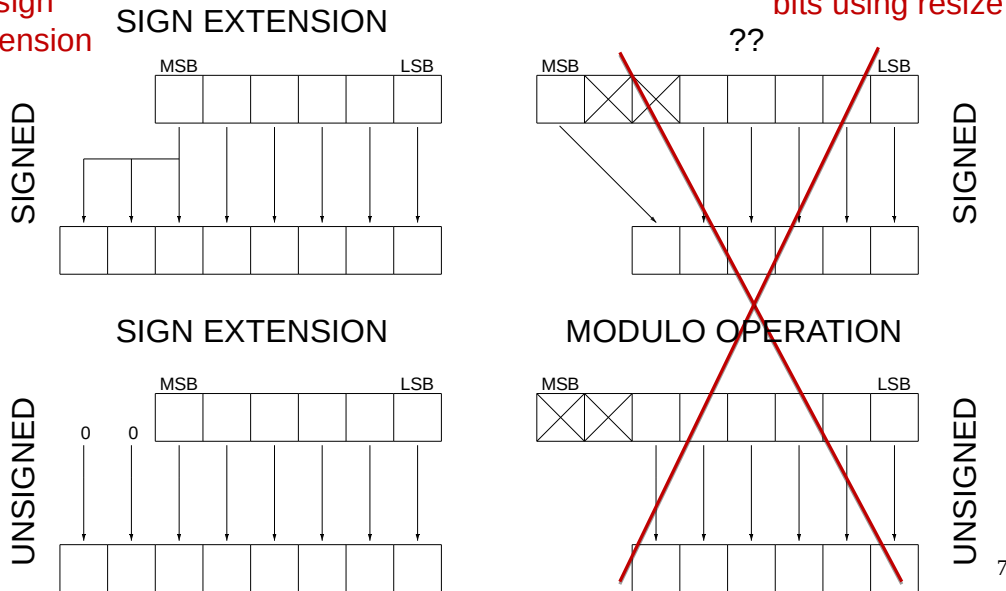 sign
ension
SIGN EXTENSION
MSB
LSB
SIGNED
bits using resize
??
MSB
LSB
SIGNED
SIGN EXTENSION
MSB
LSB
0 0
UNSIGNED
MODULO OPERATION
MSB
LSB
UNSIGNED
7